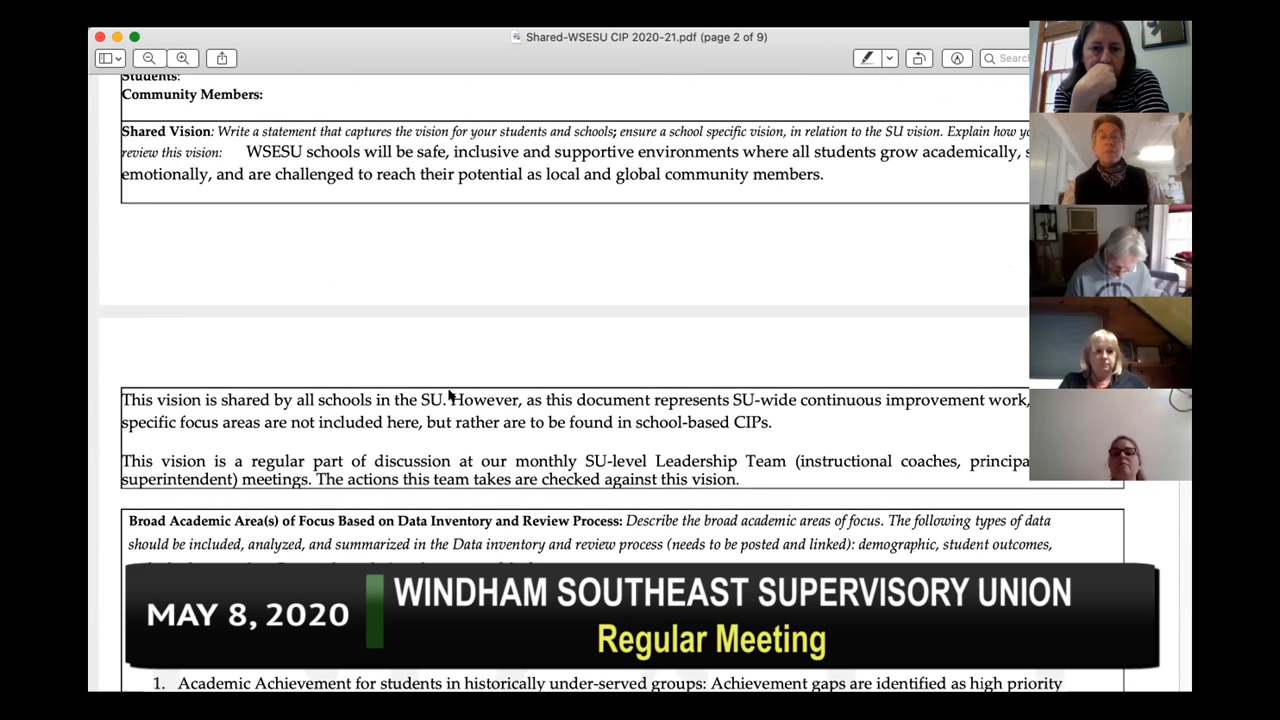 Shared-WSESU CIP 2020-21.pdf (page 2 of 9)
Search
Students:
Community Members:
Shared Vision: Write a statement that captures the vision for your students and schools; ensure a school specific vision, in relation to the SU vision. Explain how
review this vision: WSESU schools will be safe, inclusive and supportive environments where all students grow academically,
emotionally, and are challenged to reach their potential as local and global community members.
This vision is shared by all schools in the SU. However, as this document represents SU-wide continuous improvement work,
specific focus areas are not included here, but rather are to be found in school-based CIPs.
This vision is a regular part of discussion at our monthly SU-level Leadership Team (instructional coaches,
superintendent) meetings. The actions this team takes are checked against this vision.
Broad Academic Area(s) of Focus Based on Data Inventory and Review Process: Describe the broad academic areas of focus. The following types of data
should be included, analyzed, and summarized in the Data inventory and review process (needs to be posted and linked): demographic, student outcomes,
MAY 8, 2020
WINDHAM SOUTHEAST SUPERVISORY UNION
Regular Meeting
1. Academic Achievement for students in historically under-served groups: Achievement gaps are identified as high priority